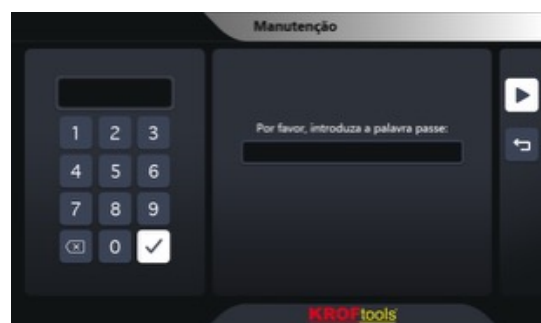 Manutenção
1 2 3
4 5 6
7 8 9
0
Por favor, introduza a palavra passe:
KROFtools